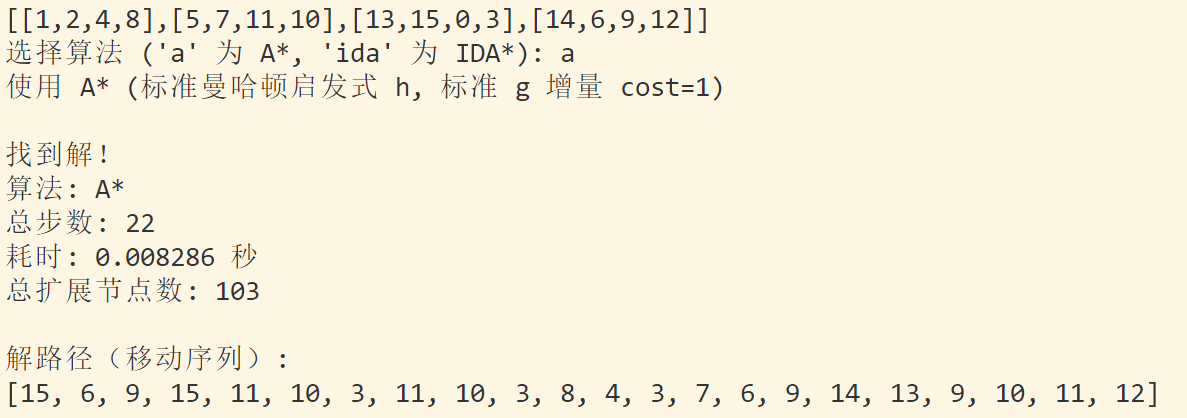 [[1,2,4,8],[5,7,11,10],[13,15,0,3],[14,6,9,12]]
选择算法 ('a' 为 A*, 'ida' 为 IDA*): a
使用 A* (标准曼哈顿启发式 h, 标准 g 增量 cost=1)
找到解!
算法: A*
总步数: 22
耗时: 0.008286 秒
总扩展节点数: 103
解路径（移动序列）:
[15, 6, 9, 15, 11, 10, 3, 11, 10, 3, 8, 4, 3, 7, 6, 9, 14, 13, 9, 10, 11, 12]